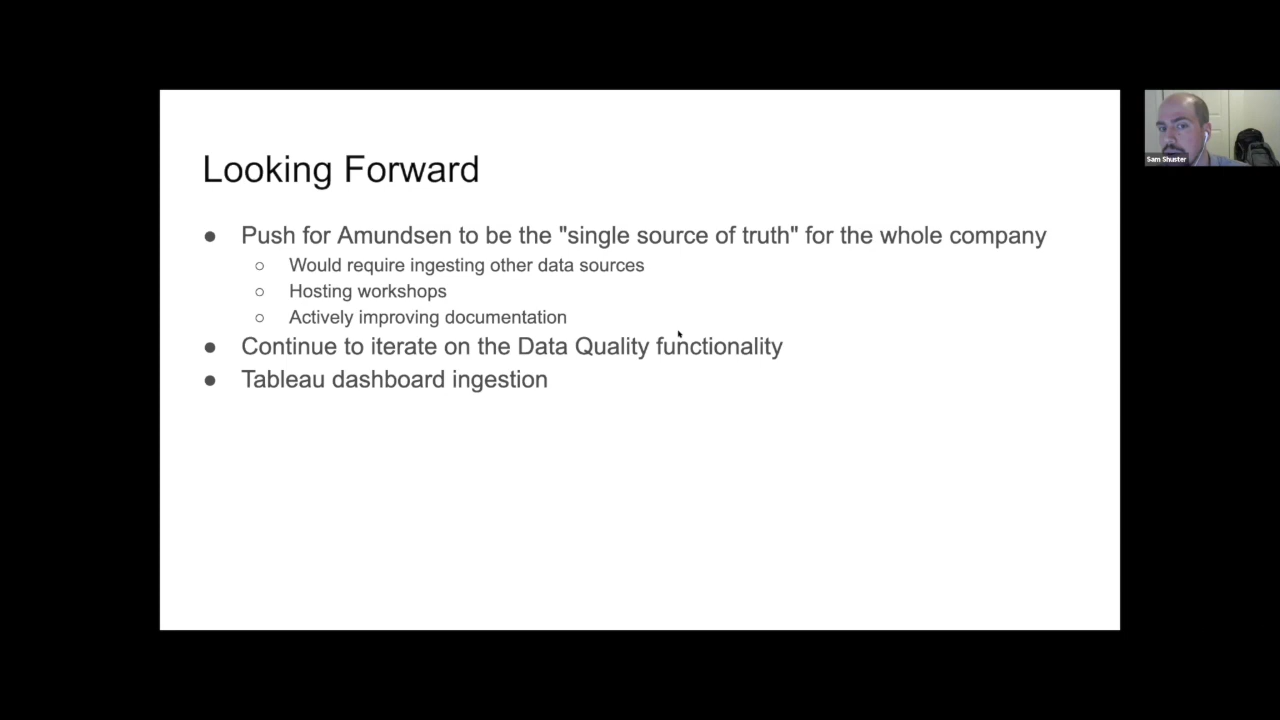 Looking Forward
● Push for Amundsen to be the "single source of truth" for the whole company
○ Would require ingesting other data sources
○ Hosting workshops
○ Actively improving documentation
● Continue to iterate on the Data Quality functionality
● Tableau dashboard ingestion
Sam Shuster